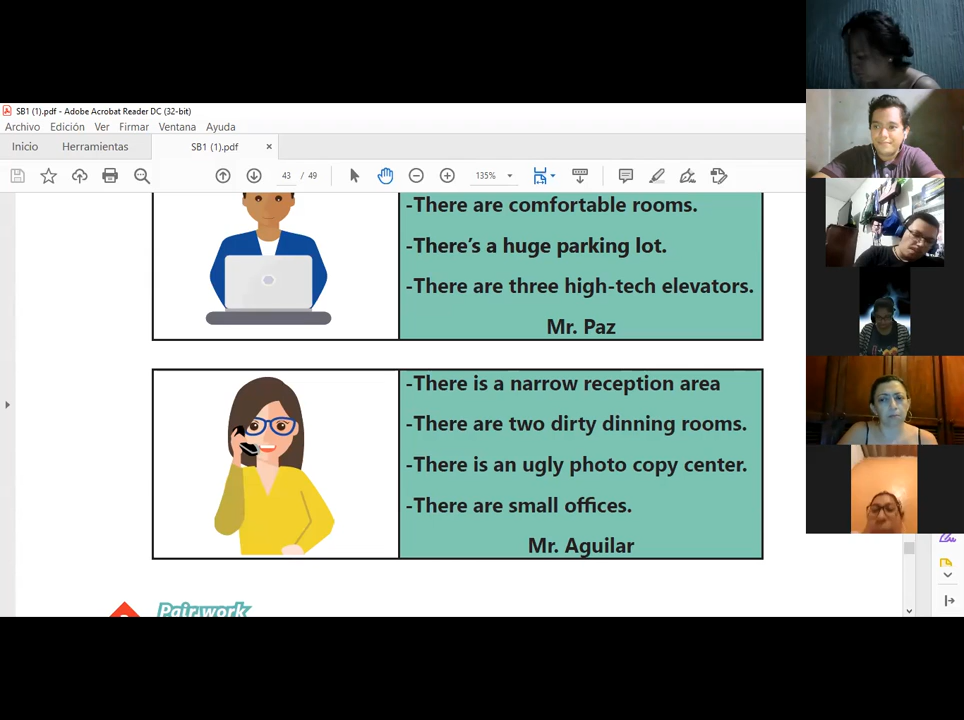 SB1 (1).pdf - Adobe Acrobat Reader DC (32-bit)
Archivo Edición Ver Firmar Ventana Ayuda
Inicio Herramientas SB1 (1).pdf ×
43 / 49 135%
-There are comfortable rooms.
-There's a huge parking lot.
-There are three high-tech elevators.
Mr. Paz
-There is a narrow reception area
-There are two dirty dinning rooms.
-There is an ugly photo copy center.
-There are small offices.
Mr. Aguilar
Pair work